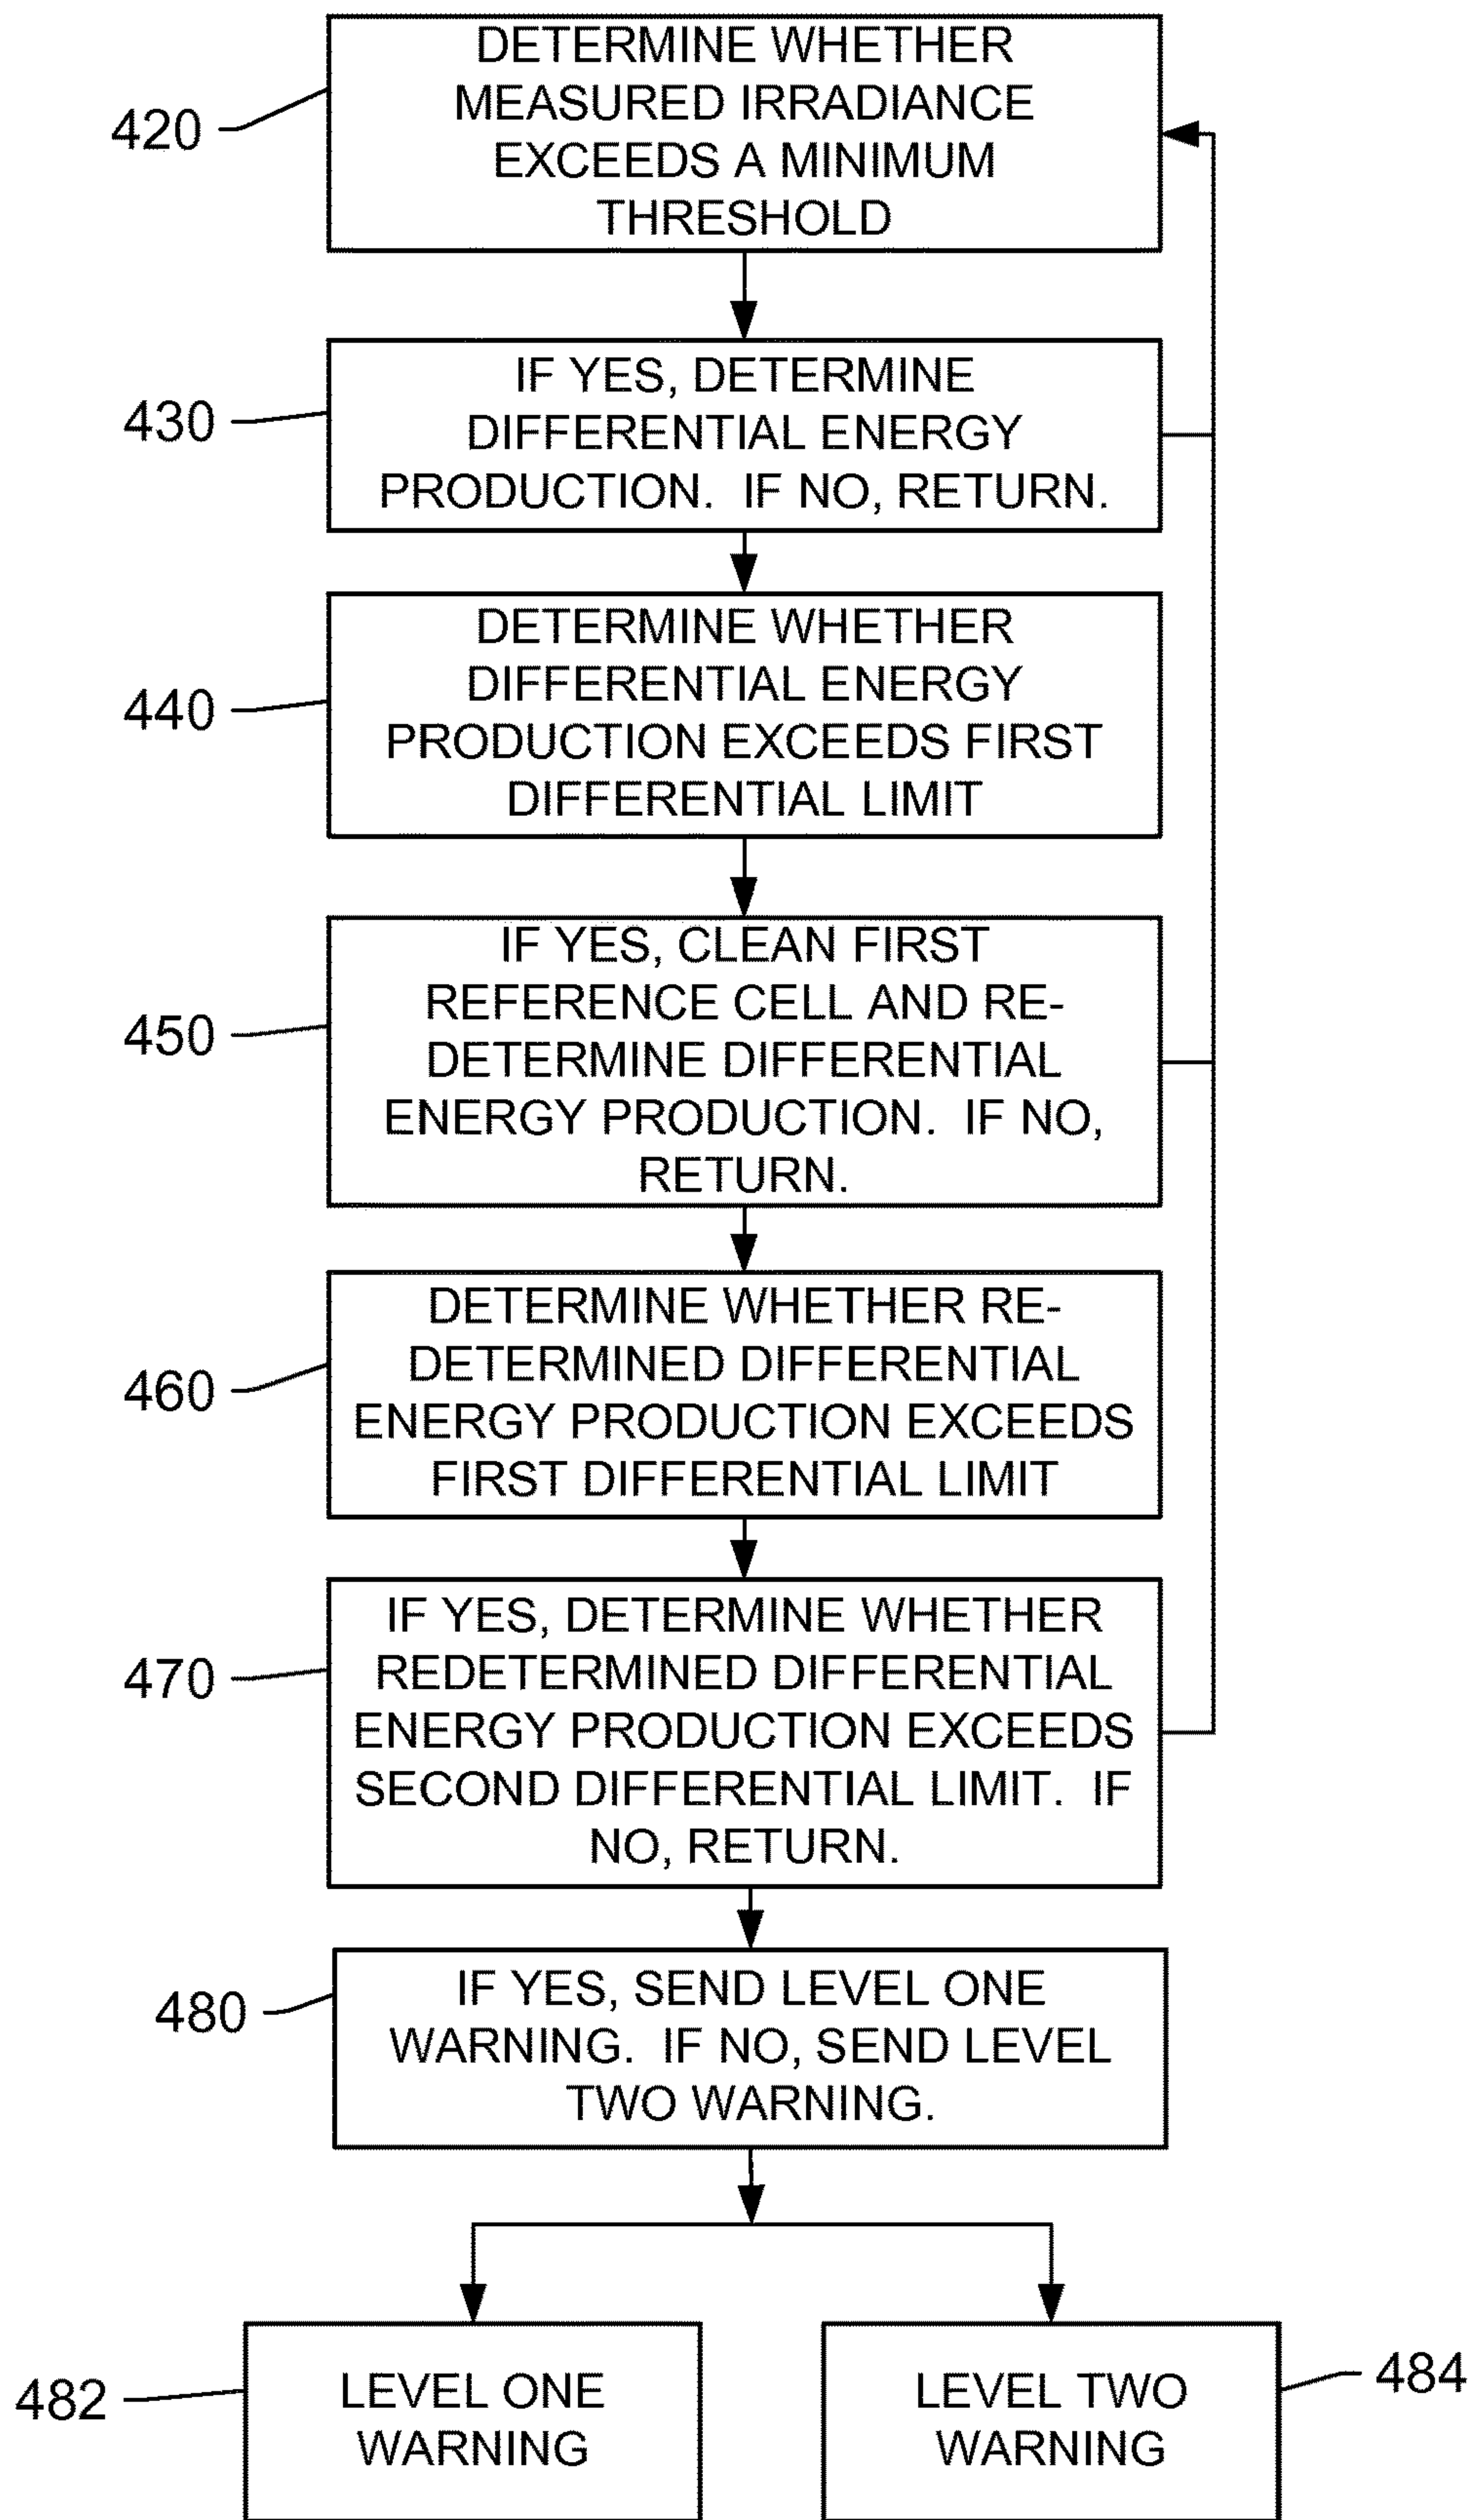 DETERMINE WHETHER
MEASURED IRRADIANCE
EXCEEDS A MINIMUM
THRESHOLD
420
IF YES, DETERMINE
DIFFERENTIAL ENERGY
PRODUCTION. IF NO, RETURN.
430
DETERMINE WHETHER
DIFFERENTIAL ENERGY
PRODUCTION EXCEEDS FIRST
DIFFERENTIAL LIMIT
440
IF YES, CLEAN FIRST
REFERENCE CELL AND RE-
DETERMINE DIFFERENTIAL
ENERGY PRODUCTION. IF NO,
RETURN.
450
DETERMINE WHETHER RE-
DETERMINED DIFFERENTIAL
ENERGY PRODUCTION EXCEEDS
FIRST DIFFERENTIAL LIMIT
460
IF YES, DETERMINE WHETHER
REDETERMINED DIFFERENTIAL
ENERGY PRODUCTION EXCEEDS
SECOND DIFFERENTIAL LIMIT. IF
NO, RETURN.
470
IF YES, SEND LEVEL ONE
WARNING. IF NO, SEND LEVEL
TWO WARNING.
480
LEVEL ONE
WARNING
482
LEVEL TWO
WARNING
484